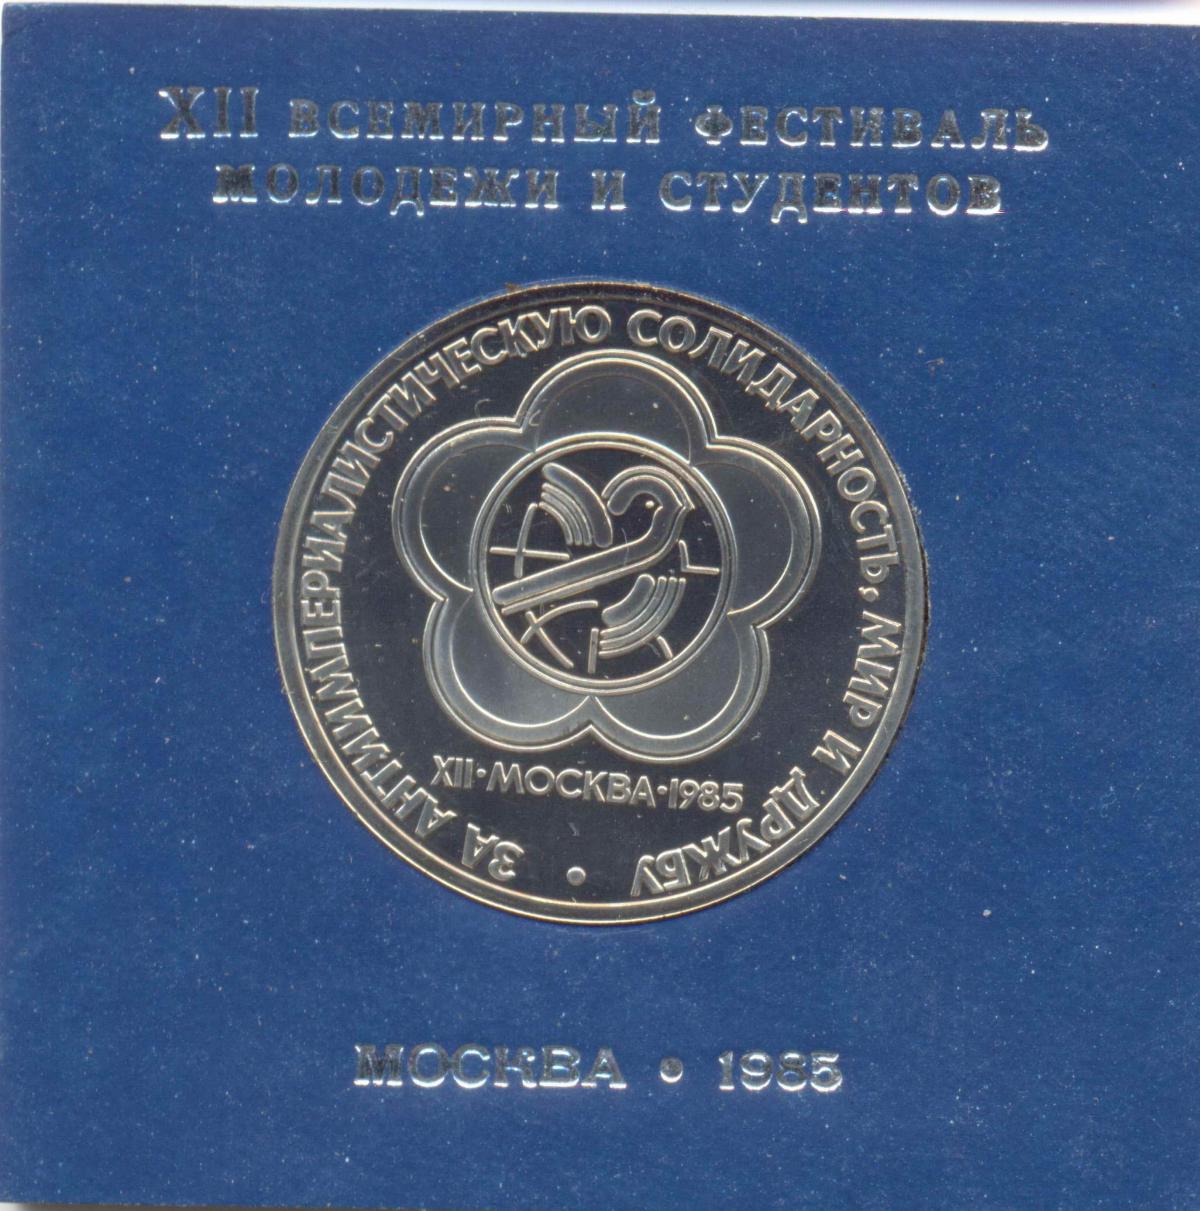 XII ВСЕМИРНЫЙ ФЕСТИВАЛЬ
МОЛОДЕЖИ И СТУДЕНТОВ
ЗА АНТИИМПЕРИАЛИСТИЧЕСКУЮ СОЛИДАРНОСТЬ, МИР И ДРУЖБУ •
XII•МОСКВА•1985
МОСКВА • 1985